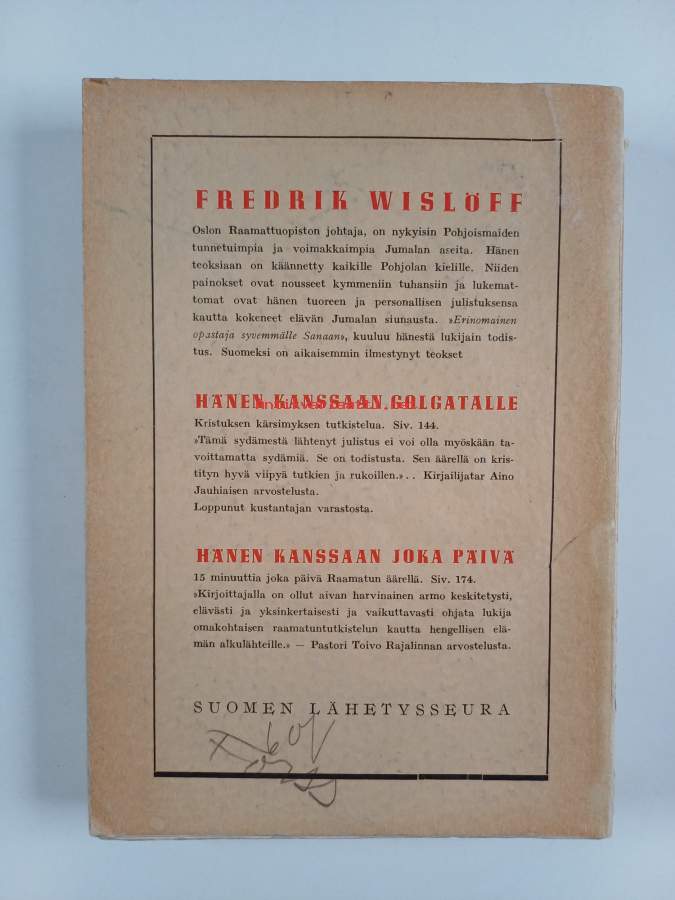 FREDRIK WISLÖFF
Oslon Raamattuopiston johtaja, on nykyisin Pohjoismaiden
tunnetuimpia ja voimakkaimpia Jumalan aseita. Hänen
teoksiaan on käännetty kaikille Pohjolan kielille. Niiden
painokset ovat nousseet kymmeniin tuhansiin ja lukemat-
tomat ovat hänen tuoreen ja personallisen julistuksensa
kautta kokeneet elävän Jumalan siunausta. »Erinomainen
opastaja syvemmälle Sanaan», kuuluu hänestä lukijain todis-
tus. Suomeksi on aikaisemmin ilmestynyt teokset
HÄNEN KANSSAAN GOLGATALLE
Kristuksen kärsimyksen tutkistelua. Siv. 144.
»Tämä sydämestä lähtenyt julistus ei voi olla myöskään ta-
voittamatta sydämiä. Se on todistusta. Sen äärellä on kris-
tityn hyvä viipyä tutkien ja rukoillen.» . . Kirjailijatar Aino
Jauhiaisen arvostelusta.
Loppunut kustantajan varastosta.
HÄNEN KANSSAAN JOKA PÄIVÄ
15 minuuttia joka päivä Raamatun äärellä. Siv. 174.
»Kirjoittajalla on ollut aivan harvinainen armo keskitetysti,
elävästi ja yksinkertaisesti ja vaikuttavasti ohjata lukija
omakohtaisen raamatuntutkistelun kautta hengellisen elä-
män alkulähteille.» — Pastori Toivo Rajalinnan arvostelusta.
SUOMEN LÄHETYSSEURA